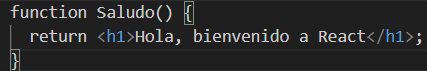 function Saludo() {
  return <h1>Hola, bienvenido a React</h1>;
}